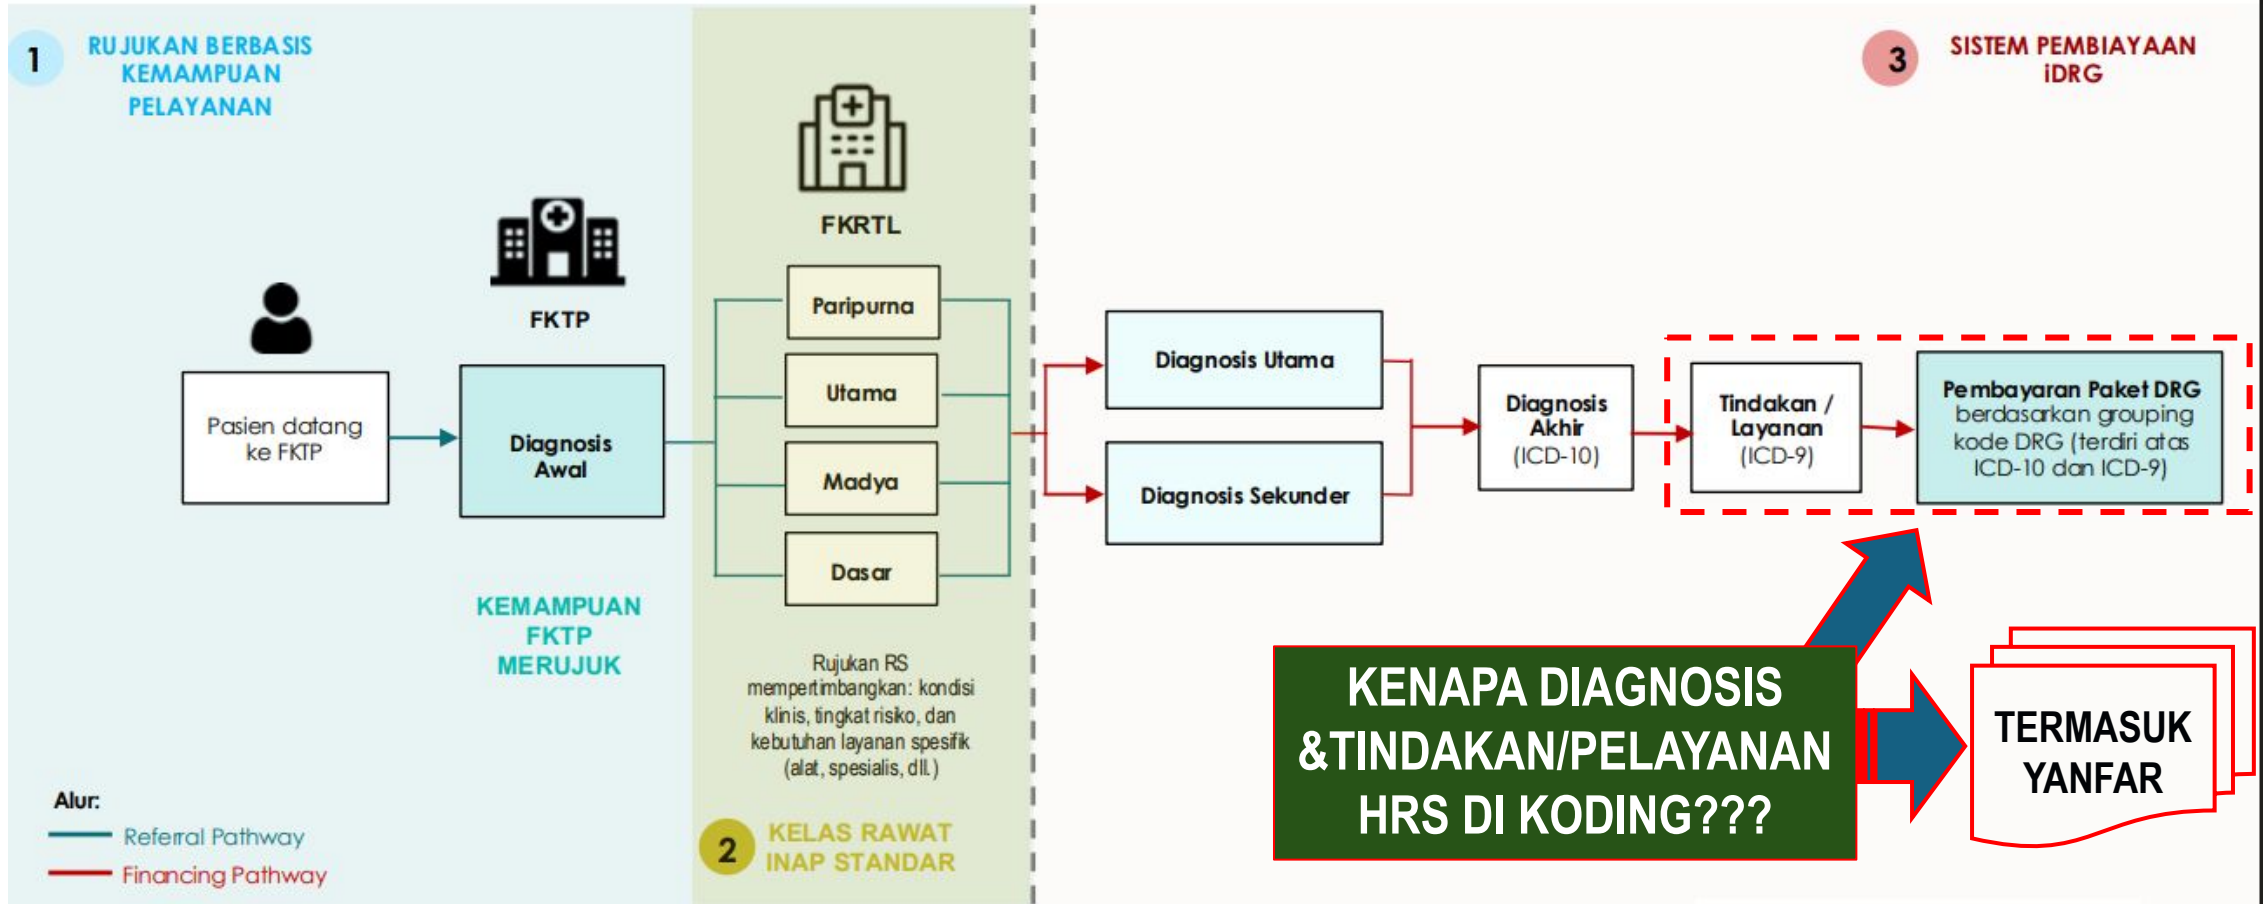 1
RUJUKAN BERBASIS
KEMAMPUAN
PELAYANAN
3
SISTEM PEMBIAYAAN
iDRG
FKTP
FKRTL
Pasien datang
ke FKTP
Diagnosis
Awal
Paripurna
Utama
Madya
Dasar
Diagnosis Utama
Diagnosis Sekunder
Diagnosis
Akhir
(ICD-10)
Tindakan /
Layanan
(ICD-9)
Pembayaran Paket DRG
berdasarkan grouping
kode DRG (terdiri atas
ICD-10 dan ICD-9)
KEMAMPUAN
FKTP
MERUJUK
Rujukan RS
mempertimbangkan: kondisi
klinis, tingkat risiko, dan
kebutuhan layanan spesifik
(alat, spesialis, dll.)
2
KELAS RAWAT
INAP STANDAR
KENAPA DIAGNOSIS
&TINDAKAN/PELAYANAN
HRS DI KODING???
TERMASUK
YANFAR
Alur:
Referral Pathway
Financing Pathway